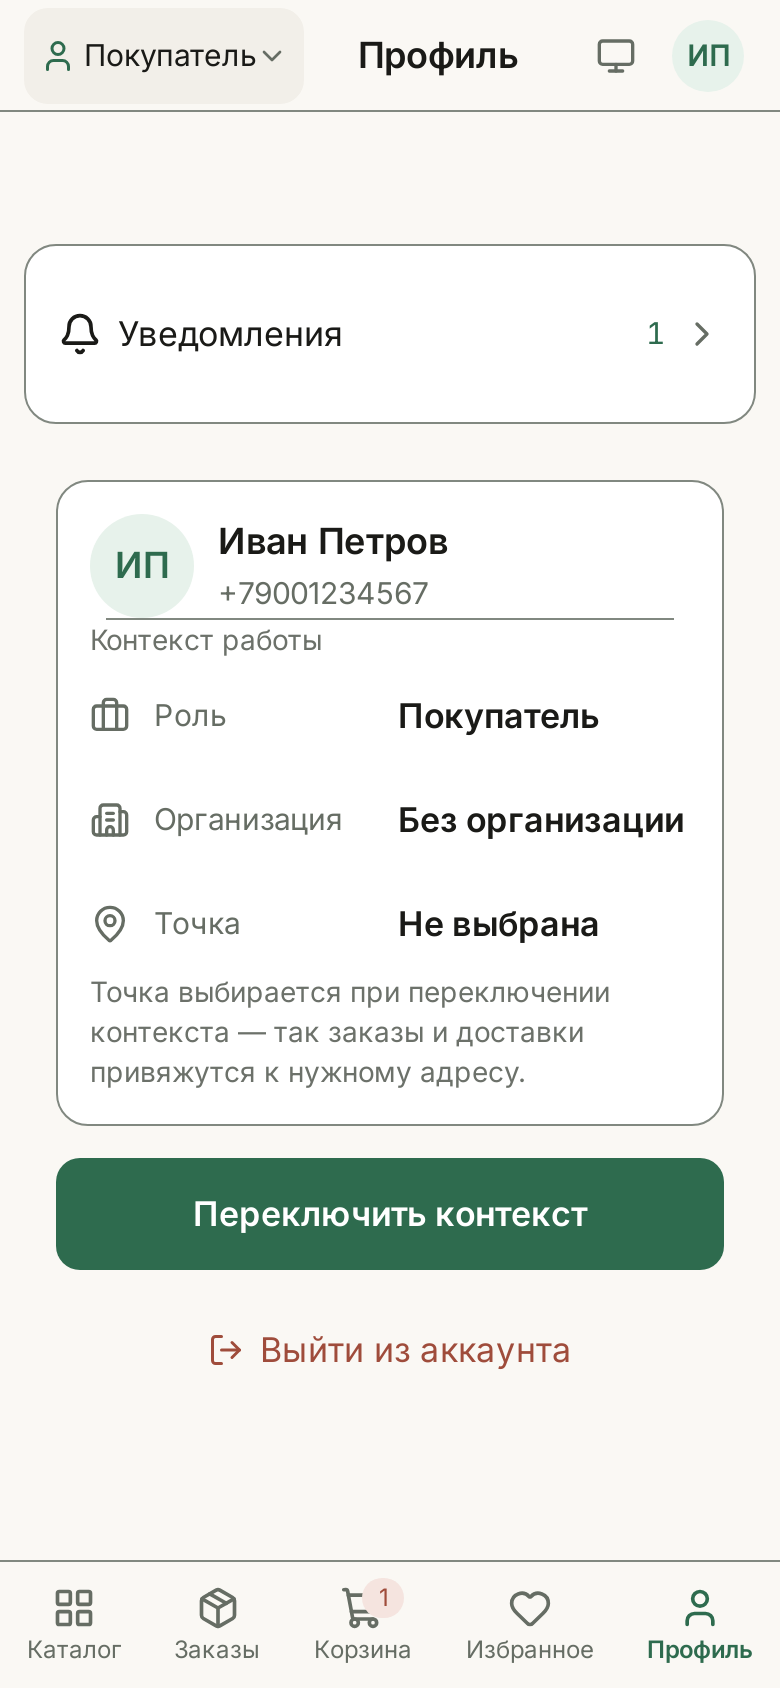 Покупатель
Профиль
ИП
Уведомления
1
ИП
Иван Петров
+79001234567
Контекст работы
Роль
Покупатель
Организация
Без организации
Точка
Не выбрана
Точка выбирается при переключении
контекста — так заказы и доставки
привяжутся к нужному адресу.
Переключить контекст
Выйти из аккаунта
1
Каталог
Заказы
Корзина
Избранное
Профиль